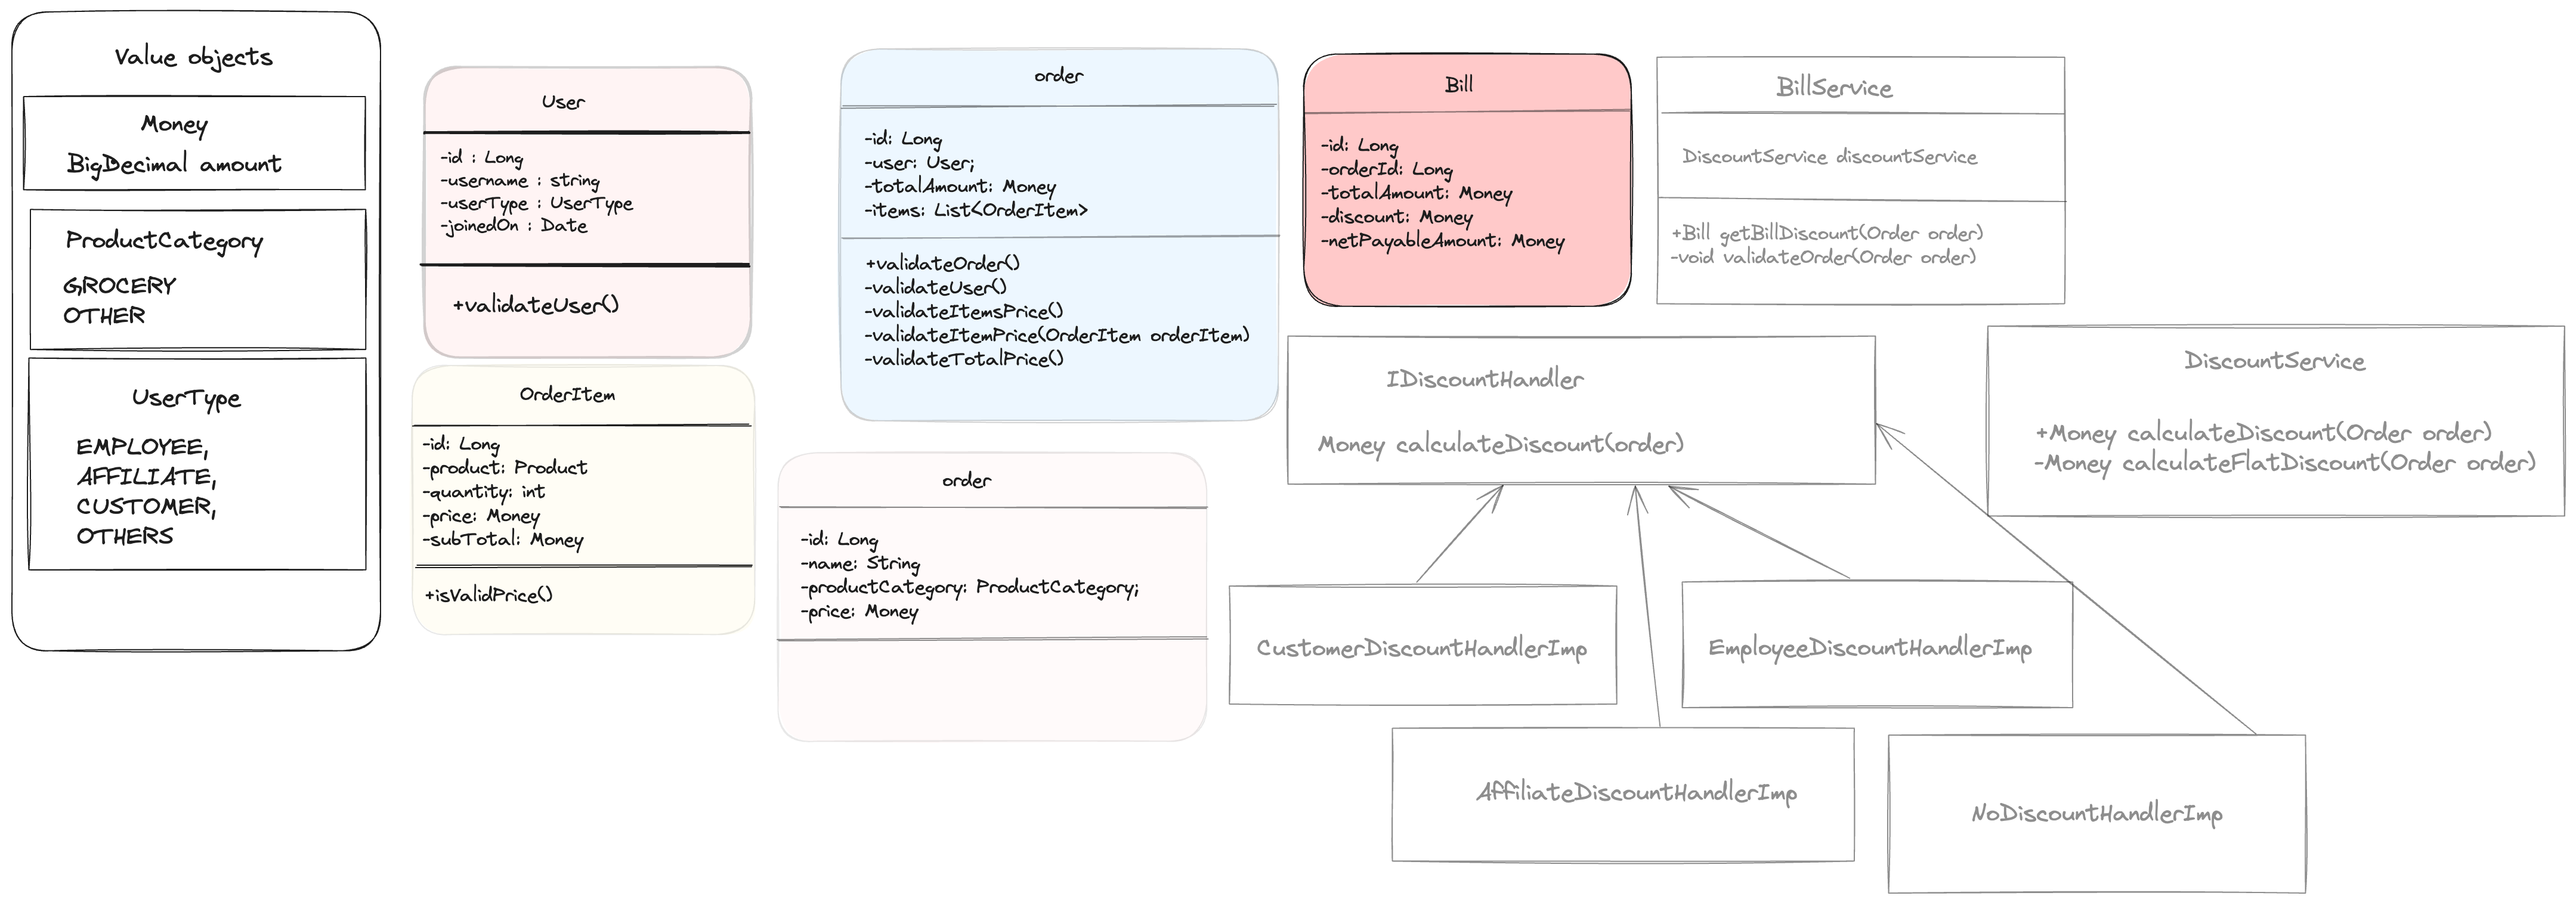 Value objects
Money
BigDecimal amount
ProductCategory
GROCERY
OTHER
UserType
EMPLOYEE,
AFFILIATE,
CUSTOMER,
OTHERS
User
-id : Long
-username : string
-userType : UserType
-joinedOn : Date
+validateUser()
OrderItem
-id: Long
-product: Product
-quantity: int
-price: Money
-subTotal: Money
+isValidPrice()
order
-id: Long
-user: User;
-totalAmount: Money
-items: List<OrderItem>
+validateOrder()
-validateUser()
-validateItemsPrice()
-validateItemPrice(OrderItem orderItem)
-validateTotalPrice()
order
-id: Long
-name: String
-productCategory: ProductCategory;
-price: Money
Bill
-id: Long
-orderId: Long
-totalAmount: Money
-discount: Money
-netPayableAmount: Money
BillService
DiscountService discountService
+Bill getBillDiscount(Order order)
-void validateOrder(Order order)
IDiscountHandler
Money calculateDiscount(order)
DiscountService
+Money calculateDiscount(Order order)
-Money calculateFlatDiscount(Order order)
CustomerDiscountHandlerImp
EmployeeDiscountHandlerImp
AffiliateDiscountHandlerImp
NoDiscountHandlerImp